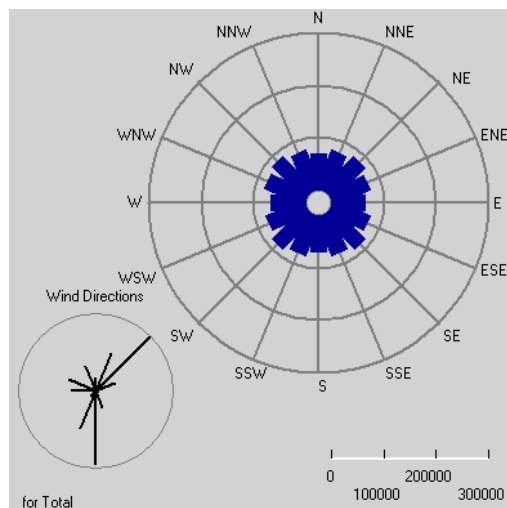 N
NNW
NNE
NW
NE
WNW
ENE
W
E
WSW
ESE
Wind Directions
SW
SE
SSW
SSE
S
0
200000
100000
300000
for Total